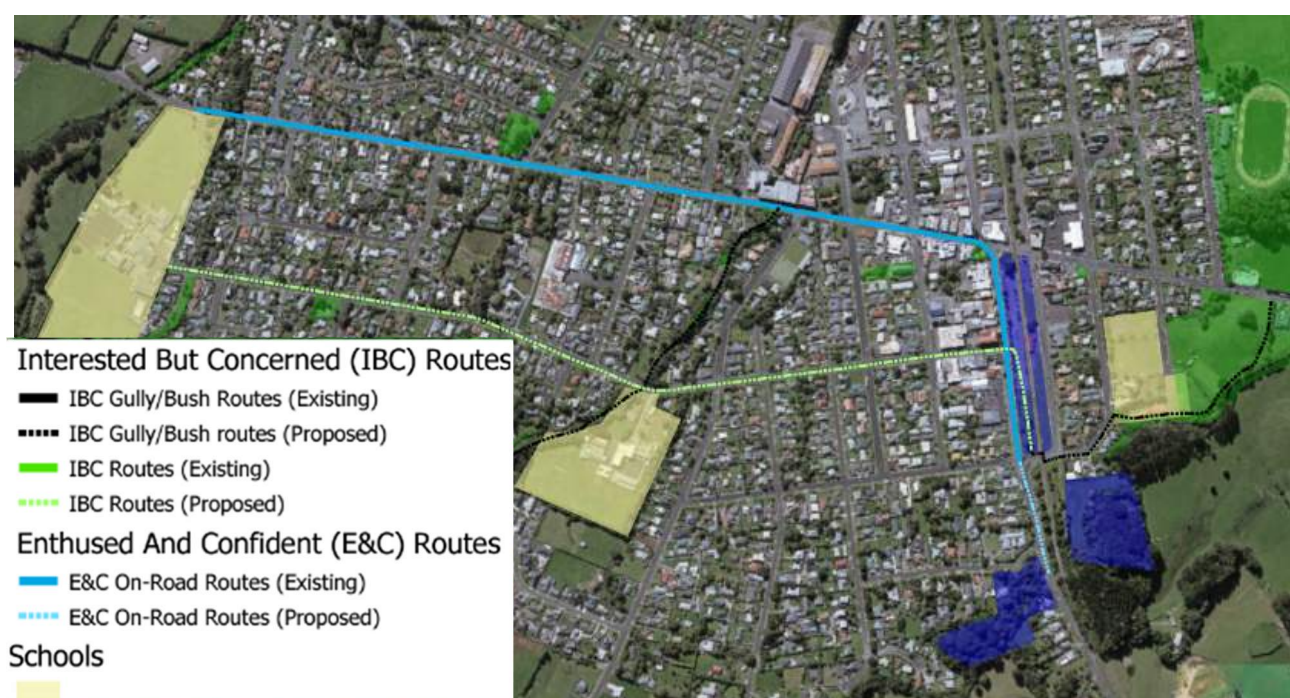 Interested But Concerned (IBC) Routes
IBC Gully/Bush Routes (Existing)
IBC Gully/Bush routes (Proposed)
IBC Routes (Existing)
IBC Routes (Proposed)
Enthused And Confident (E&C) Routes
E&C On-Road Routes (Existing)
E&C On-Road Routes (Proposed)
Schools